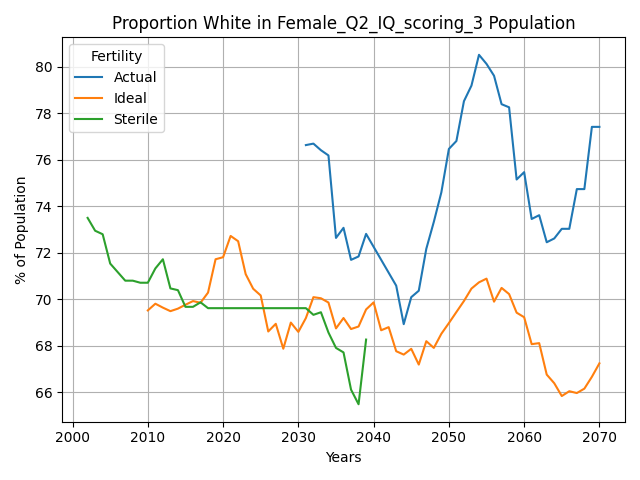 Proportion White in Female_Q2_IQ_scoring_3 Population
Fertility
Actual
Ideal
Sterile
% of Population
80
78
76
74
72
70
68
66
2000
2010
2020
2030
2040
2050
2060
2070
Years